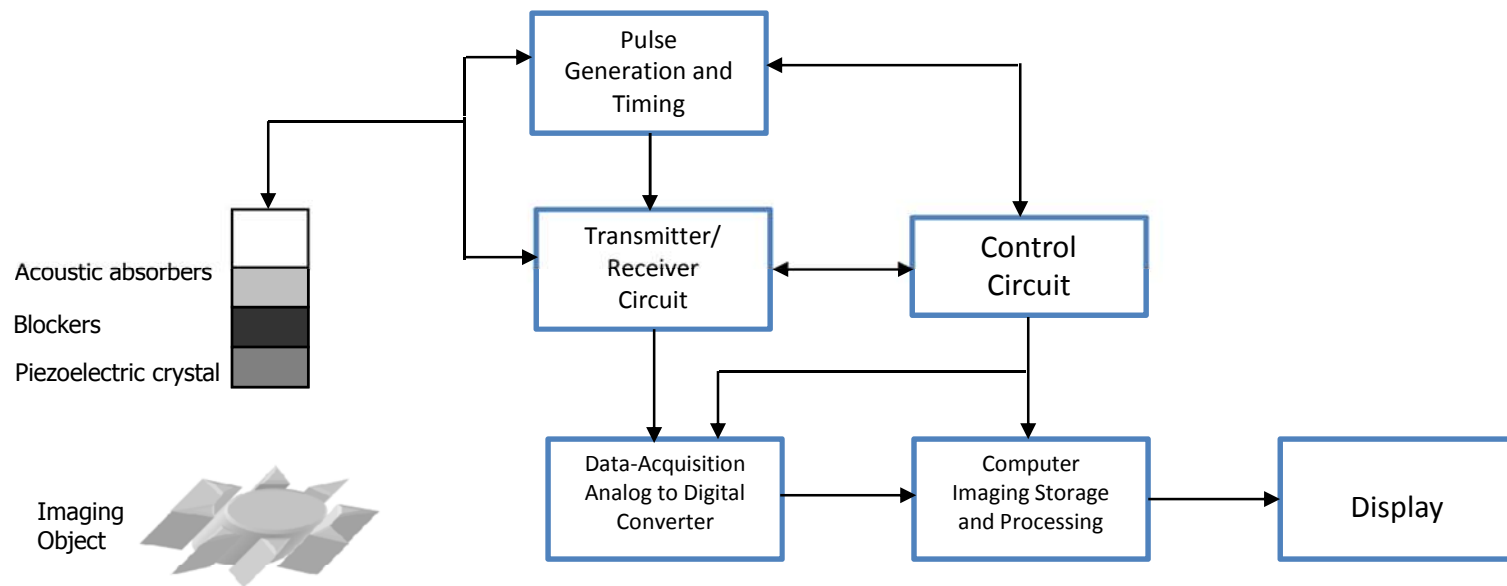 Pulse
Generation and
Timing
Transmitter/
Receiver
Circuit
Control
Circuit
Acoustic absorbers
Blockers
Piezoelectric crystal
Data-Acquisition
Analog to Digital
Converter
Computer
Imaging Storage
and Processing
Display
Imaging
Object